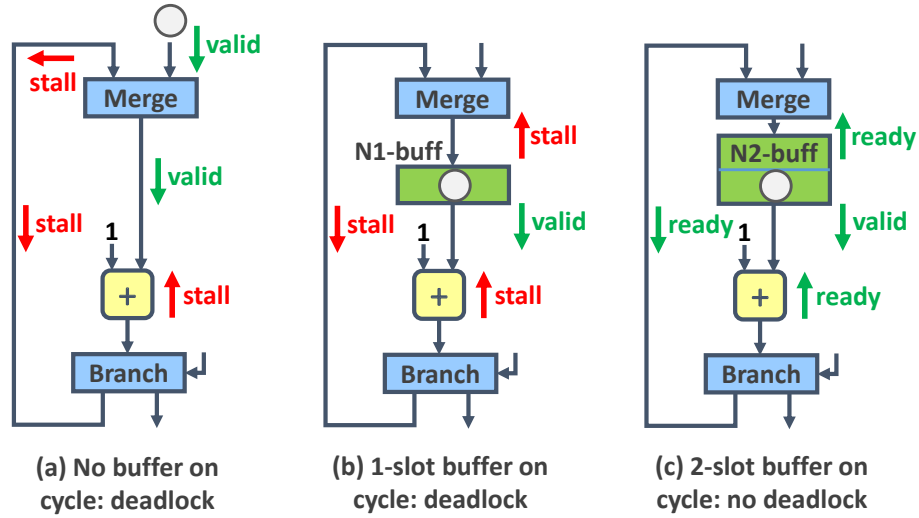 valid
stall
Merge
valid
stall
1
+
stall
Branch
(a) No buffer on
cycle: deadlock
Merge
stall
N1-buff
stall
valid
1
+
stall
Branch
(b) 1-slot buffer on
cycle: deadlock
Merge
ready
N2-buff
ready
valid
1
+
ready
Branch
(c) 2-slot buffer on
cycle: no deadlock